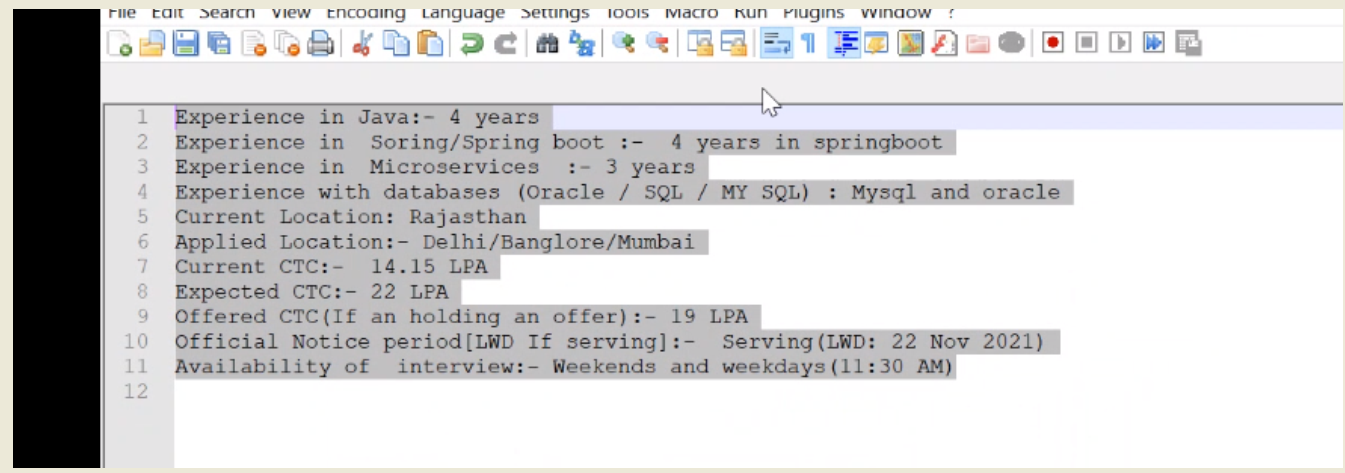 File Edit Search View Encoding Language Settings Tools Macro Run Plugins Window ?
1 Experience in Java:- 4 years
2 Experience in  Soring/Spring boot :-  4 years in springboot
3 Experience in  Microservices  :- 3 years
4 Experience with databases (Oracle / SQL / MY SQL) : Mysql and oracle
5 Current Location: Rajasthan
6 Applied Location:- Delhi/Banglore/Mumbai
7 Current CTC:-  14.15 LPA
8 Expected CTC:- 22 LPA
9 Offered CTC(If an holding an offer):- 19 LPA
10 Official Notice period[LWD If serving]:-  Serving(LWD: 22 Nov 2021)
11 Availability of  interview:- Weekends and weekdays(11:30 AM)
12